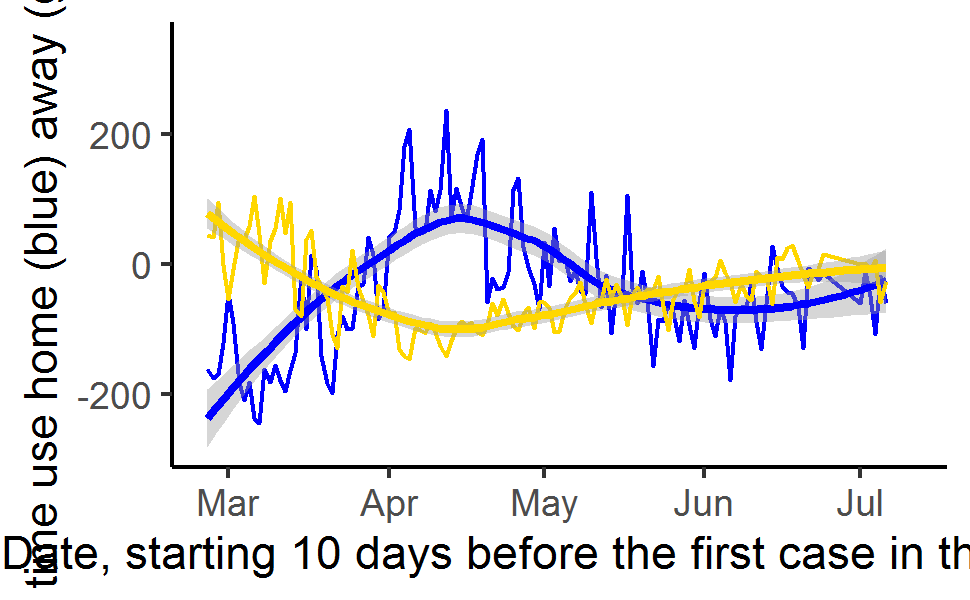 time use home (blue) away (
200
0
-200
Mar Apr May Jun Jul
Date, starting 10 days before the first case in th